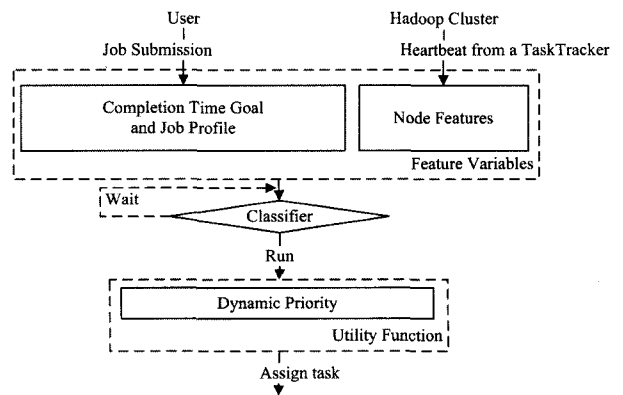 User
Hadoop Cluster
Job Submission
Heartbeat from a TaskTracker
Completion Time Goal
and Job Profile
Node Features
Feature Variables
Wait
Classifier
Run
Dynamic Priority
Utility Function
Assign task